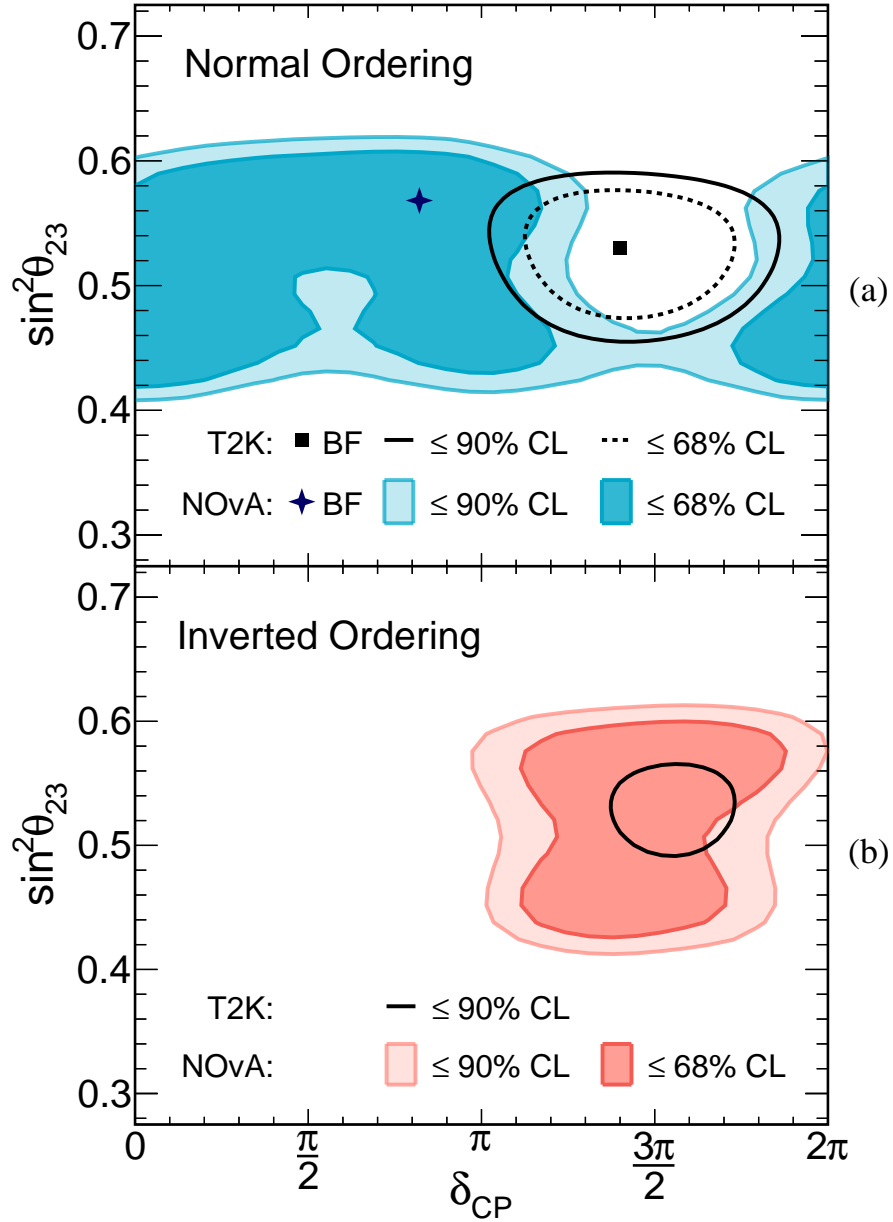 0.7
Normal Ordering
0.6
0.5
0.4
0.3
sin²θ₂₃
(a)
T2K: BF ≤ 90% CL ≤ 68% CL
NOvA: BF ≤ 90% CL ≤ 68% CL
0.7
Inverted Ordering
0.6
0.5
0.4
0.3
sin²θ₂₃
(b)
T2K: ≤ 90% CL
NOvA: ≤ 90% CL ≤ 68% CL
0 π/2 π 3π/2 2π
δ_CP